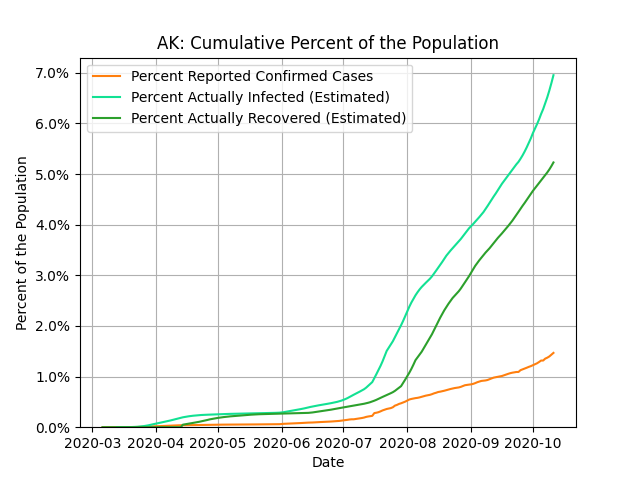 AK: Cumulative Percent of the Population
Percent Reported Confirmed Cases
Percent Actually Infected (Estimated)
Percent Actually Recovered (Estimated)
Percent of the Population
7.0%
6.0%
5.0%
4.0%
3.0%
2.0%
1.0%
0.0%
2020-03 2020-04 2020-05 2020-06 2020-07 2020-08 2020-09 2020-10
Date